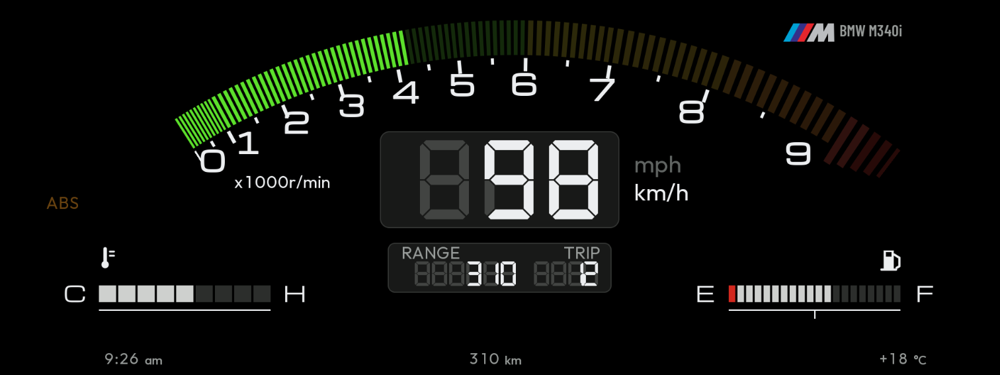 BMW M340i
0 1 2 3 4 5 6 7 8 9
x1000r/min
98
mph
km/h
ABS
RANGE TRIP
310 2
C H
E F
9:26 am
310 km
+18 °C